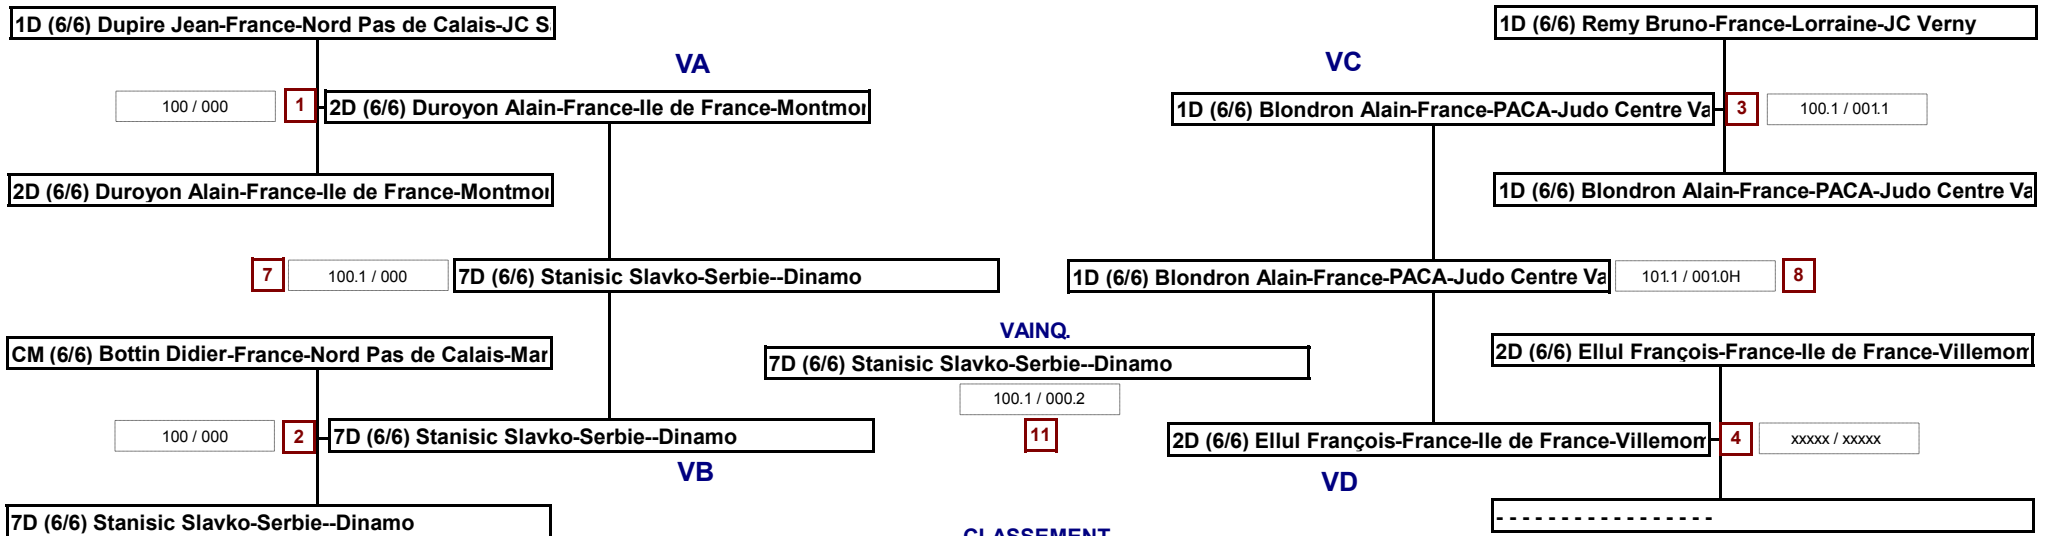 1D (6/6) Dupire Jean-France-Nord Pas de Calais-JC S
1D (6/6) Remy Bruno-France-Lorraine-JC Verny
VA
VC
100 / 000
1
2D (6/6) Duroyon Alain-France-Ile de France-Montmor
1D (6/6) Blondron Alain-France-PACA-Judo Centre Va
3
100.1 / 001.1
2D (6/6) Duroyon Alain-France-Ile de France-Montmor
1D (6/6) Blondron Alain-France-PACA-Judo Centre Va
7
100.1 / 000
7D (6/6) Stanisic Slavko-Serbie--Dinamo
1D (6/6) Blondron Alain-France-PACA-Judo Centre Va
101.1 / 001.0H
8
VAINQ.
CM (6/6) Bottin Didier-France-Nord Pas de Calais-Mar
7D (6/6) Stanisic Slavko-Serbie--Dinamo
2D (6/6) Ellul François-France-Ile de France-Villemom
100.1 / 000.2
100 / 000
2
7D (6/6) Stanisic Slavko-Serbie--Dinamo
11
2D (6/6) Ellul François-France-Ile de France-Villemom
4
xxxxx / xxxxx
VB
VD
7D (6/6) Stanisic Slavko-Serbie--Dinamo
- - - - - - - - - - - - - - - - -
CLASSEMENT